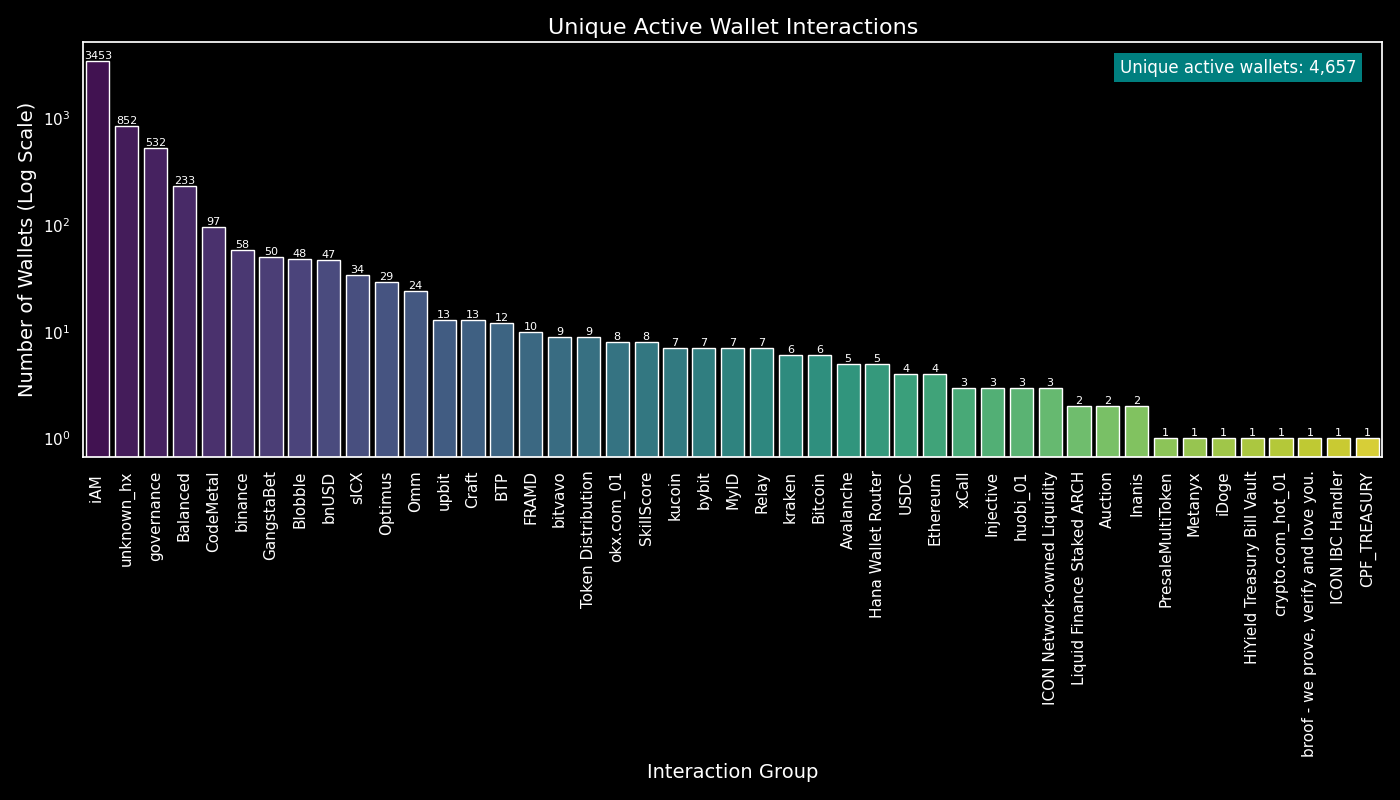 Unique Active Wallet Interactions
Unique active wallets: 4,657
Number of Wallets (Log Scale)
10³
10²
10¹
10⁰
3453
852
532
233
97
58
50
48
47
34
29
24
13
13
12
10
9
9
8
8
7
7
7
7
6
6
5
5
4
4
3
3
3
3
2
2
2
1
1
1
1
1
1
1
1
iAM
unknown_hx
governance
Balanced
CodeMetal
binance
GangstaBet
Blobble
bnUSD
sICX
Optimus
Omm
upbit
Craft
BTP
FRAMD
bitvavo
Token Distribution
okx.com_01
SkillScore
kucoin
bybit
MyID
Relay
kraken
Bitcoin
Avalanche
Hana Wallet Router
USDC
Ethereum
xCall
Injective
huobi_01
ICON Network-owned Liquidity
Liquid Finance Staked ARCH
Auction
Inanis
PresaleMultiToken
Metanyx
iDoge
HiYield Treasury Bill Vault
crypto.com_hot_01
broof - we prove, verify and love you.
ICON IBC Handler
CPF_TREASURY
Interaction Group